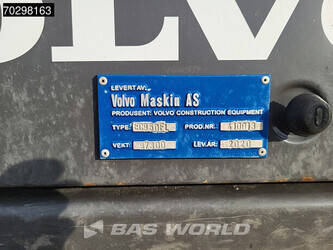 70298163
OLVO
LEVERT AV:
Volvo Maskin AS
PRODUSENT: VOLVO CONSTRUCTION EQUIPMENT
TYPE: PROD.NR.
VEKT: LEV.ÅR: 2020
BAS WORLD